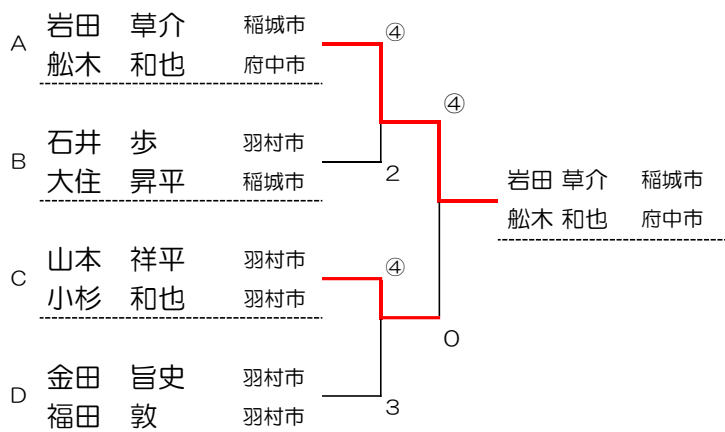 A 岩田 草介 稲城市
舩木 和也 府中市
④
④
B 石井 歩 羽村市
大住 昇平 稲城市
2
岩田 草介 稲城市
舩木 和也 府中市
C 山本 祥平 羽村市
小杉 和也 羽村市
④
0
D 金田 旨史 羽村市
福田 敦 羽村市
3